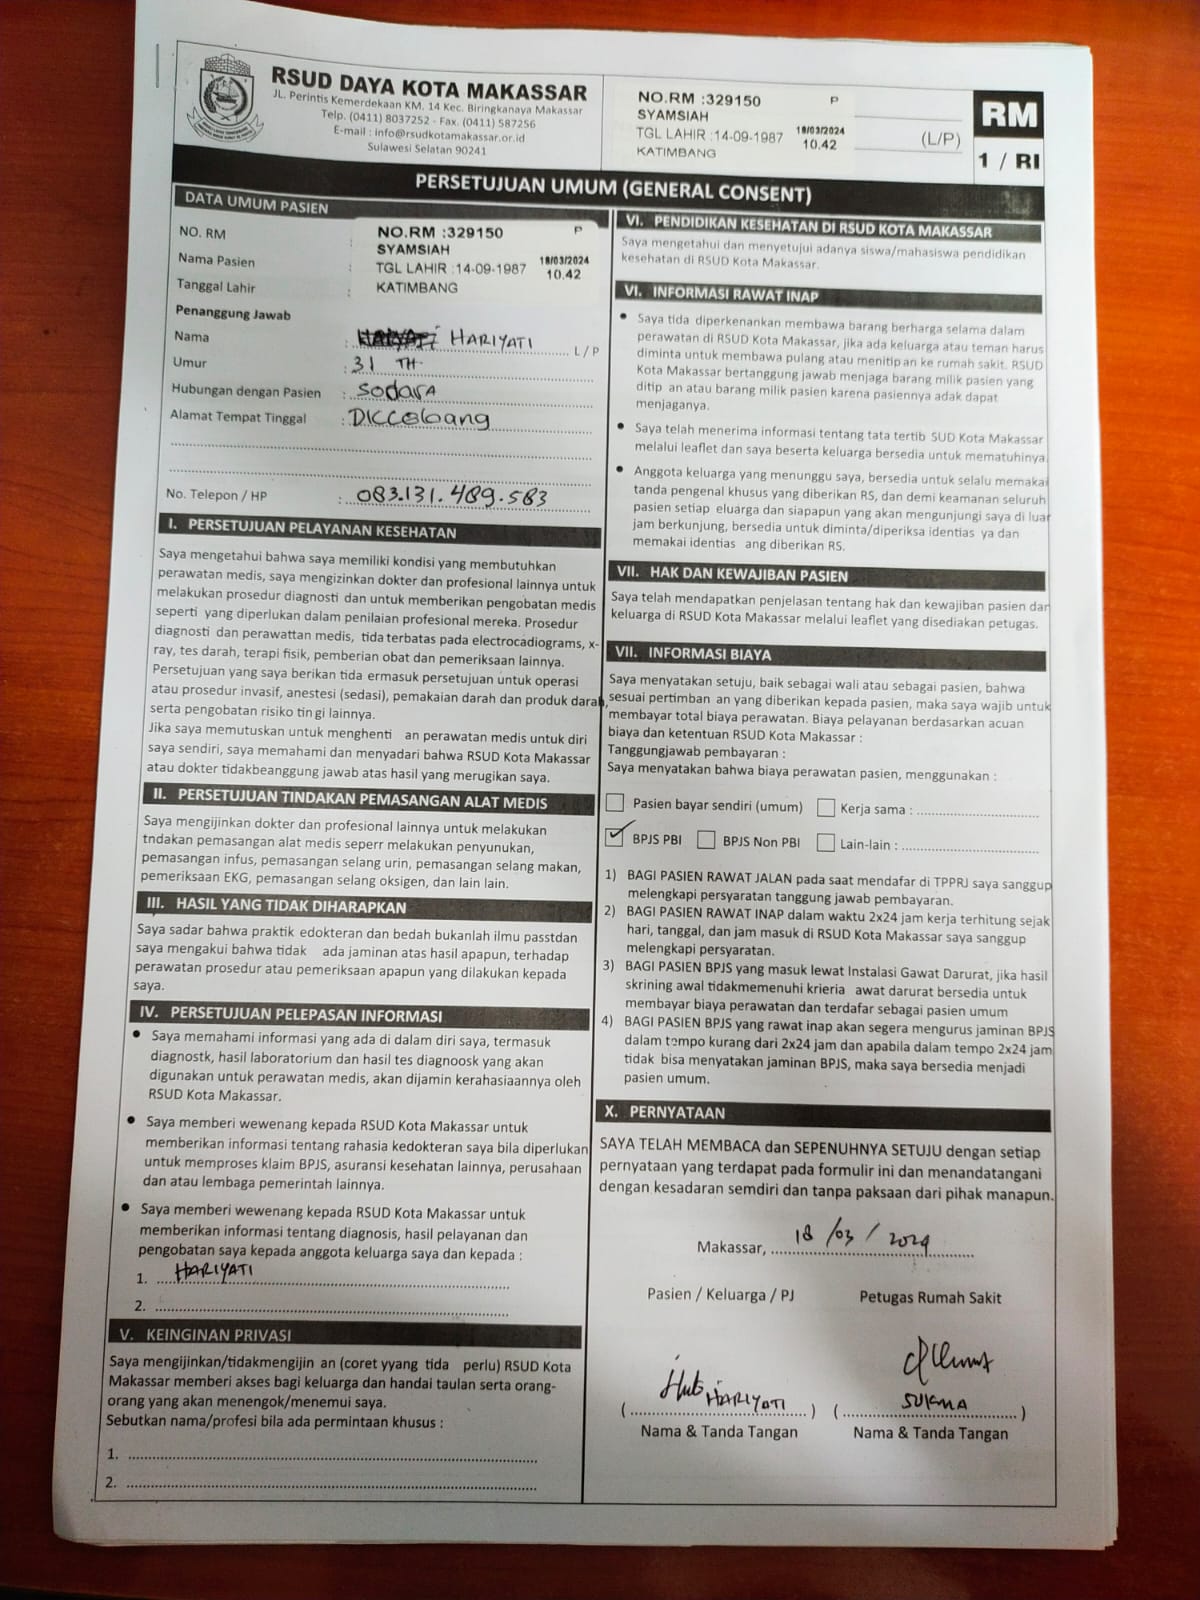 RSUD DAYA KOTA MAKASSAR
JL. Perintis Kemerdekaan KM. 14 Kec. Biringkanaya Makassar
Telp. (0411) 8037252 - Fax. (0411) 587256
E-mail : info@rsudkotamakassar.or.id
Sulawesi Selatan 90241
NO.RM :329150 P
SYAMSIAH
TGL LAHIR :14-09-1987 18/03/2024
KATIMBANG 10.42
(L/P)
RM
1 / RI
PERSETUJUAN UMUM (GENERAL CONSENT)
DATA UMUM PASIEN
NO. RM
Nama Pasien :
Tanggal Lahir :
NO.RM :329150 P
SYAMSIAH
TGL LAHIR :14-09-1987 18/03/2024
KATIMBANG 10.42
Penanggung Jawab
Nama : HARIYATI L / P
Umur : 31 TH
Hubungan dengan Pasien : SodarA
Alamat Tempat Tinggal :
No. Telepon / HP : 083.131.489.583
I. PERSETUJUAN PELAYANAN KESEHATAN
Saya mengetahui bahwa saya memiliki kondisi yang membutuhkan
perawatan medis, saya mengizinkan dokter dan profesional lainnya untuk
melakukan prosedur diagnosti dan untuk memberikan pengobatan medis
seperti yang diperlukan dalam penilaian profesional mereka. Prosedur
diagnosti dan perawattan medis, tida terbatas pada electrocadiograms, x-
ray, tes darah, terapi fisik, pemberian obat dan pemeriksaan lainnya.
Persetujuan yang saya berikan tida ermasuk persetujuan untuk operasi
atau prosedur invasif, anestesi (sedasi), pemakaian darah dan produk darah,
serta pengobatan risiko tingi lainnya.
Jika saya memutuskan untuk menghenti an perawatan medis untuk diri
saya sendiri, saya memahami dan menyadari bahwa RSUD Kota Makassar
atau dokter tidakbeanggung jawab atas hasil yang merugikan saya.
II. PERSETUJUAN TINDAKAN PEMASANGAN ALAT MEDIS
Saya mengijinkan dokter dan profesional lainnya untuk melakukan
tndakan pemasangan alat medis seperr melakukan penyunukan,
pemasangan infus, pemasangan selang urin, pemasangan selang makan,
pemeriksaan EKG, pemasangan selang oksigen, dan lain lain.
III. HASIL YANG TIDAK DIHARAPKAN
Saya sadar bahwa praktik edokteran dan bedah bukanlah ilmu passtdan
saya mengakui bahwa tidak ada jaminan atas hasil apapun, terhadap
perawatan prosedur atau pemeriksaan apapun yang dilakukan kepada
saya.
IV. PERSETUJUAN PELEPASAN INFORMASI
• Saya memahami informasi yang ada di dalam diri saya, termasuk
diagnostk, hasil laboratorium dan hasil tes diagnoosk yang akan
digunakan untuk perawatan medis, akan dijamin kerahasiaannya oleh
RSUD Kota Makassar.
• Saya memberi wewenang kepada RSUD Kota Makassar untuk
memberikan informasi tentang rahasia kedokteran saya bila diperlukan
untuk memproses klaim BPJS, asuransi kesehatan lainnya, perusahaan
dan atau lembaga pemerintah lainnya.
• Saya memberi wewenang kepada RSUD Kota Makassar untuk
memberikan informasi tentang diagnosis, hasil pelayanan dan
pengobatan saya kepada anggota keluarga saya dan kepada :
1. HARIYATI
2.
V. KEINGINAN PRIVASI
Saya mengijinkan/tidakmengijin an (coret yyang tida perlu) RSUD Kota
Makassar memberi akses bagi keluarga dan handai taulan serta orang-
orang yang akan menengok/menemui saya.
Sebutkan nama/profesi bila ada permintaan khusus :
1.
2.
VI. PENDIDIKAN KESEHATAN DI RSUD KOTA MAKASSAR
Saya mengetahui dan menyetujui adanya siswa/mahasiswa pendidikan
kesehatan di RSUD Kota Makassar.
VI. INFORMASI RAWAT INAP
• Saya tida diperkenankan membawa barang berharga selama dalam
perawatan di RSUD Kota Makassar, jika ada keluarga atau teman harus
diminta untuk membawa pulang atau menitipan ke rumah sakit. RSUD
Kota Makassar bertanggung jawab menjaga barang milik pasien yang
ditip an atau barang milik pasien karena pasiennya adak dapat
menjaganya.
• Saya telah menerima informasi tentang tata tertib SUD Kota Makassar
melalui leaflet dan saya beserta keluarga bersedia untuk mematuhinya.
• Anggota keluarga yang menunggu saya, bersedia untuk selalu memakai
tanda pengenal khusus yang diberikan RS, dan demi keamanan seluruh
pasien setiap eluarga dan siapapun yang akan mengunjungi saya di luar
jam berkunjung, bersedia untuk diminta/diperiksa identias ya dan
memakai identias ang diberikan RS.
VII. HAK DAN KEWAJIBAN PASIEN
Saya telah mendapatkan penjelasan tentang hak dan kewajiban pasien dan
keluarga di RSUD Kota Makassar melalui leaflet yang disediakan petugas.
VII. INFORMASI BIAYA
Saya menyatakan setuju, baik sebagai wali atau sebagai pasien, bahwa
sesuai pertimban an yang diberikan kepada pasien, maka saya wajib untuk
membayar total biaya perawatan. Biaya pelayanan berdasarkan acuan
biaya dan ketentuan RSUD Kota Makassar :
Tanggungjawab pembayaran :
Saya menyatakan bahwa biaya perawatan pasien, menggunakan :
Pasien bayar sendiri (umum) Kerja sama :
BPJS PBI BPJS Non PBI Lain-lain :
1) BAGI PASIEN RAWAT JALAN pada saat mendafar di TPPRJ saya sanggup
melengkapi persyaratan tanggung jawab pembayaran.
2) BAGI PASIEN RAWAT INAP dalam waktu 2x24 jam kerja terhitung sejak
hari, tanggal, dan jam masuk di RSUD Kota Makassar saya sanggup
melengkapi persyaratan.
3) BAGI PASIEN BPJS yang masuk lewat Instalasi Gawat Darurat, jika hasil
skrining awal tidakmemenuhi krieria awat darurat bersedia untuk
membayar biaya perawatan dan terdafar sebagai pasien umum
4) BAGI PASIEN BPJS yang rawat inap akan segera mengurus jaminan BPJS
dalam tempo kurang dari 2x24 jam dan apabila dalam tempo 2x24 jam
tidak bisa menyatakan jaminan BPJS, maka saya bersedia menjadi
pasien umum.
X. PERNYATAAN
SAYA TELAH MEMBACA dan SEPENUHNYA SETUJU dengan setiap
pernyataan yang terdapat pada formulir ini dan menandatangani
dengan kesadaran semdiri dan tanpa paksaan dari pihak manapun.
Makassar, 18 /03 / 2024
Pasien / Keluarga / PJ Petugas Rumah Sakit
( HARIYATI ) ( SUKMA )
Nama & Tanda Tangan Nama & Tanda Tangan